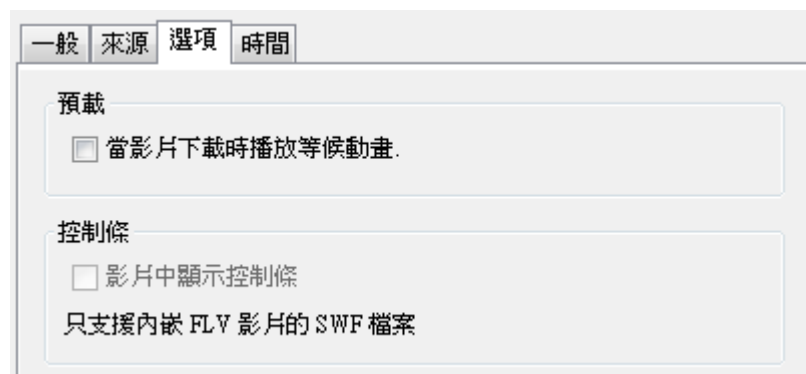 一般 來源 選項 時間
預載
當影片下載時播放等候動畫.
控制條
影片中顯示控制條
只支援內嵌 FLV 影片的 SWF 檔案